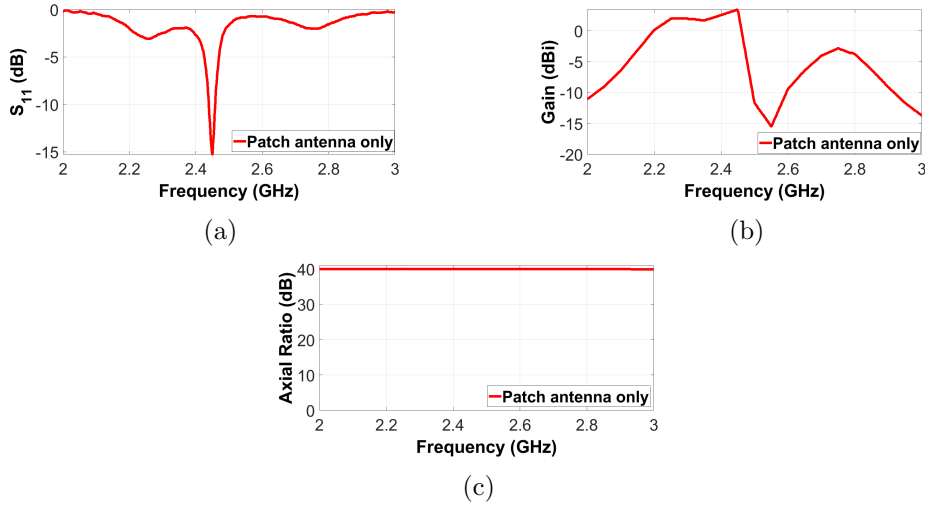 0
-5
-10
-15
S11 (dB)
Patch antenna only
2 2.2 2.4 2.6 2.8 3
Frequency (GHz)
(a)
0
-5
-10
-15
-20
Gain (dBi)
Patch antenna only
2 2.2 2.4 2.6 2.8 3
Frequency (GHz)
(b)
40
30
20
10
0
Axial Ratio (dB)
Patch antenna only
2 2.2 2.4 2.6 2.8 3
Frequency (GHz)
(c)